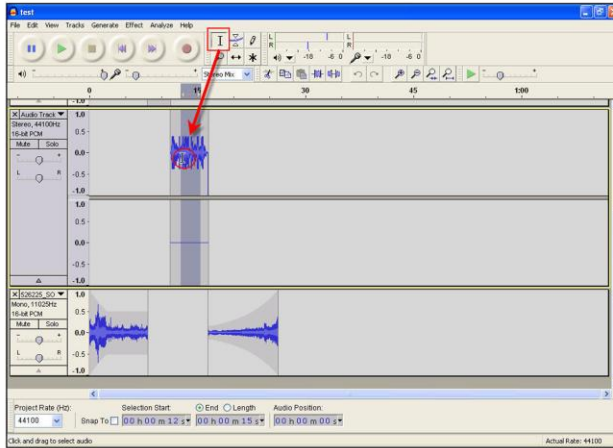 test
File Edit View Tracks Generate Effect Analyze Help
L
R
-18 -6 0
L
R
-18 -6 0
Stereo Mix
0 15 30 45 1:00
-1.0
X Audio Track
Stereo, 44100Hz
16-bit PCM
Mute Solo
- +
L R
1.0
0.5
0.0
-0.5
-1.0
1.0
0.5
0.0
-0.5
-1.0
X 526225_SO
Mono, 11025Hz
16-bit PCM
Mute Solo
- +
L R
1.0
0.5
0.0
-0.5
-1.0
Project Rate (Hz): Selection Start: End Length Audio Position:
44100 Snap To 00 h 00 m 12 s 00 h 00 m 15 s 00 h 00 m 00 s
Click and drag to select audio Actual Rate: 44100